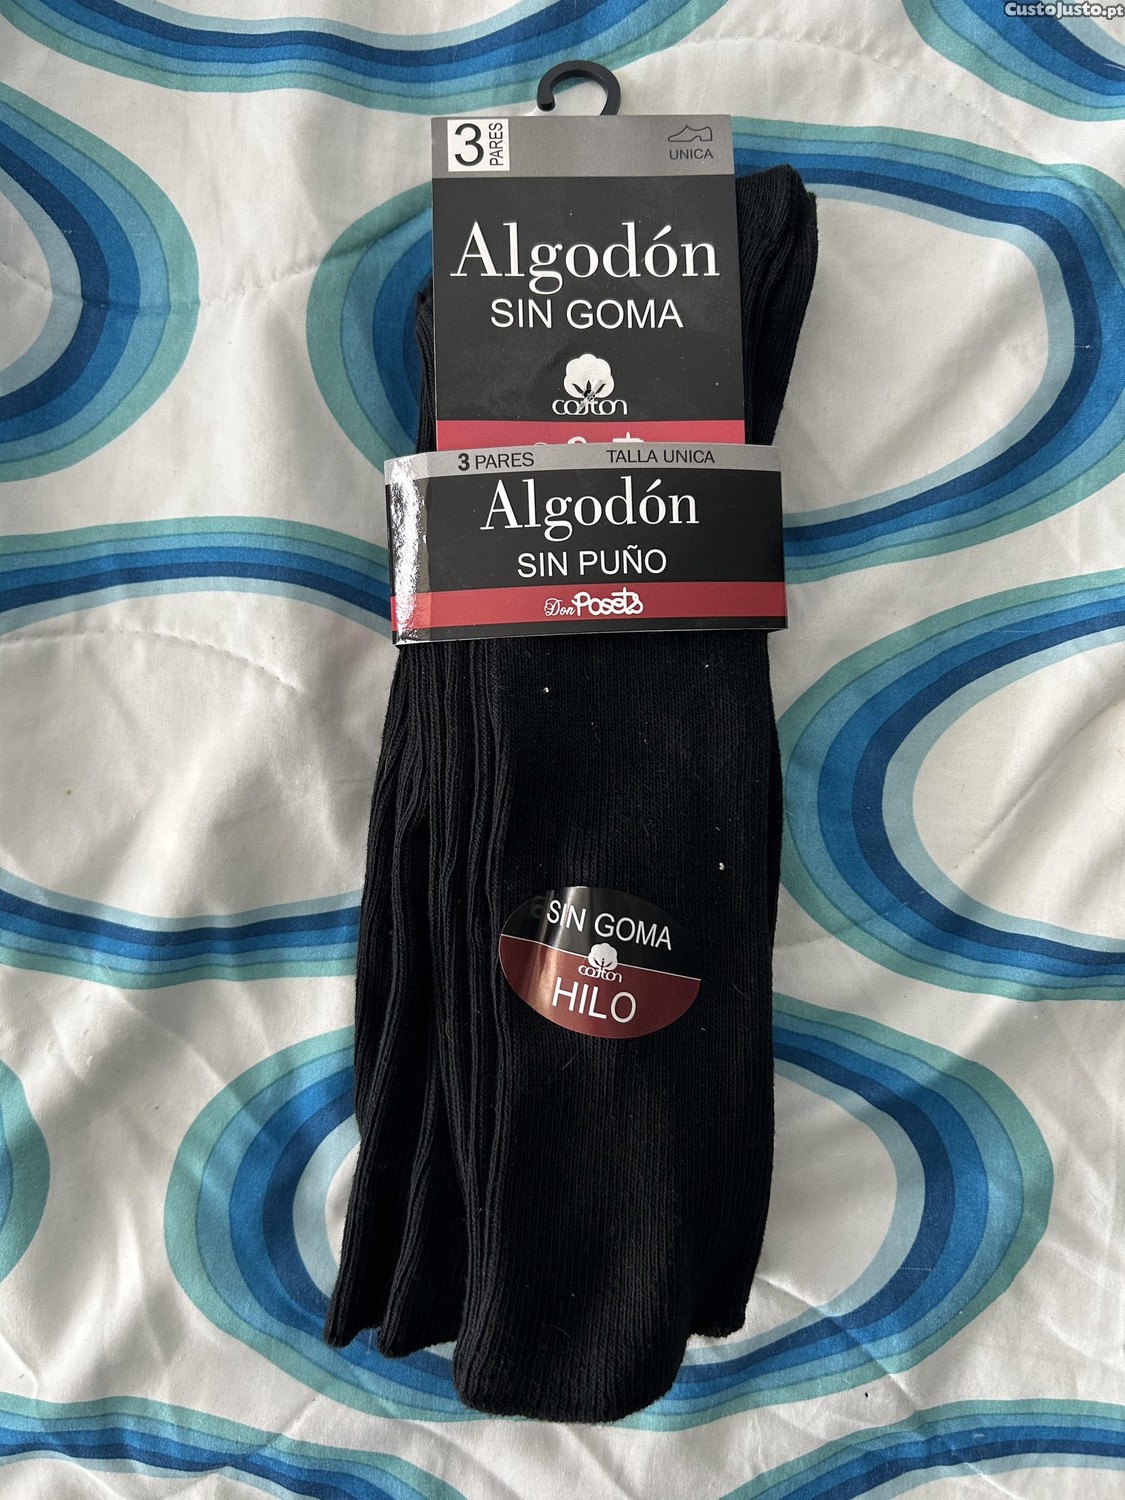 CustoJusto.pt
3 PARES
UNICA
Algodón
SIN GOMA
cotton
3 PARES TALLA UNICA
Algodón
SIN PUÑO
Don Posets
SIN GOMA
cotton
HILO